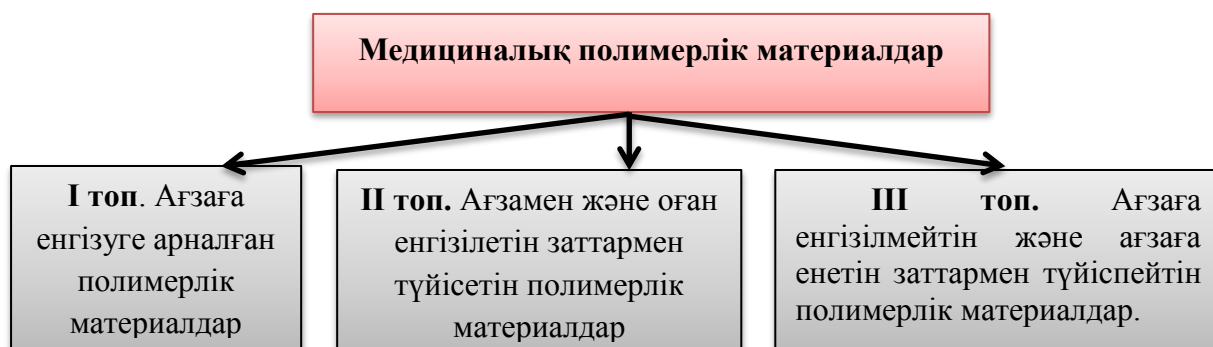 Медициналық полимерлік материалдар
І топ. Ағзаға
енгізуге арналған
полимерлік
материалдар
ІІ топ. Ағзамен және оған
енгізілетін заттармен
түйісетін полимерлік
материалдар
ІІІ топ. Ағзаға
енгізілмейтін және ағзаға
енетін заттармен түйіспейтін
полимерлік материалдар.